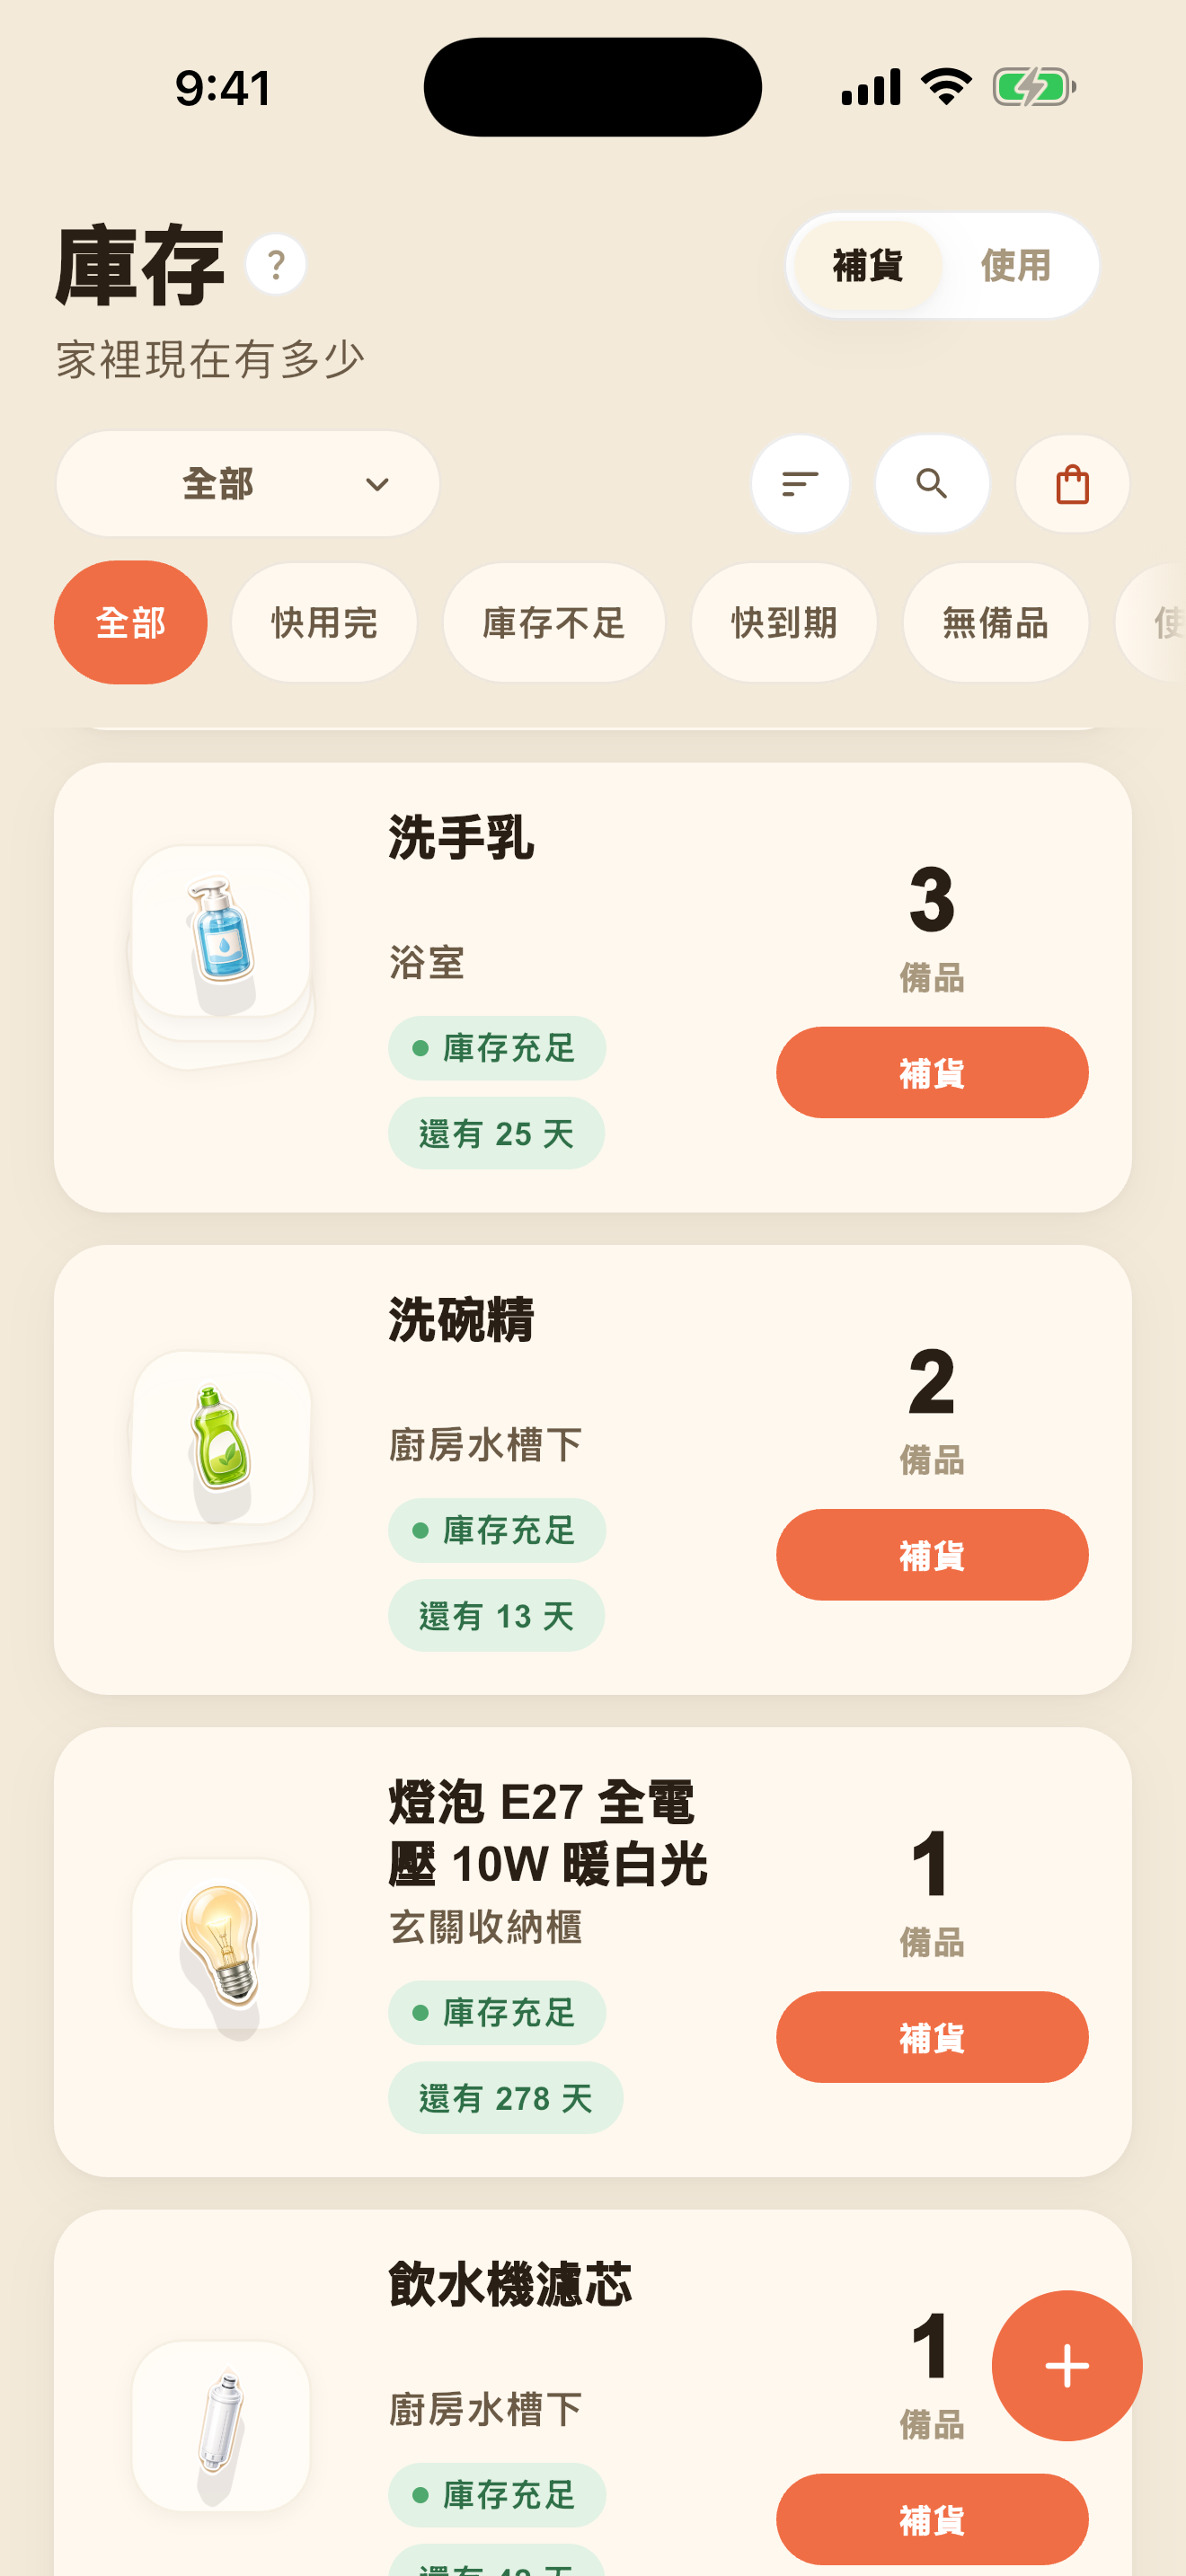 9:41
庫存 ?
補貨 使用
家裡現在有多少
全部
全部 快用完 庫存不足 快到期 無備品
洗手乳
3
浴室
備品
庫存充足
補貨
還有 25 天
洗碗精
2
廚房水槽下
備品
庫存充足
補貨
還有 13 天
燈泡 E27 全電
壓 10W 暖白光
1
玄關收納櫃
備品
庫存充足
補貨
還有 278 天
飲水機濾芯
1
廚房水槽下
備品
庫存充足
補貨